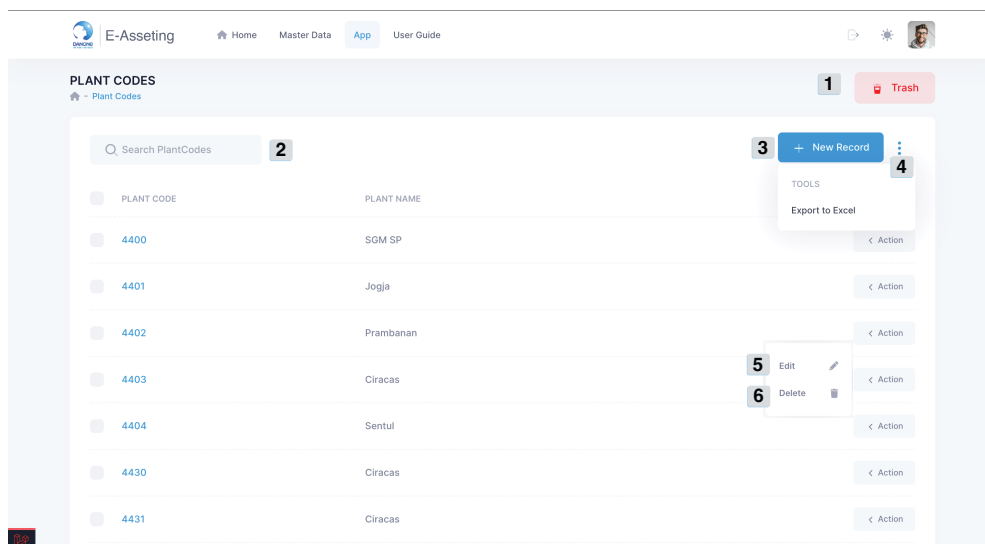 DANONE
E-Asseting
Home
Master Data
App
User Guide
PLANT CODES
- Plant Codes
1
Trash
Search PlantCodes
2
3
+ New Record
4
TOOLS
Export to Excel
PLANT CODE
PLANT NAME
4400
SGM SP
< Action
4401
Jogja
< Action
4402
Prambanan
< Action
5
Edit
4403
Ciracas
< Action
6
Delete
4404
Sentul
< Action
4430
Ciracas
< Action
4431
Ciracas
< Action